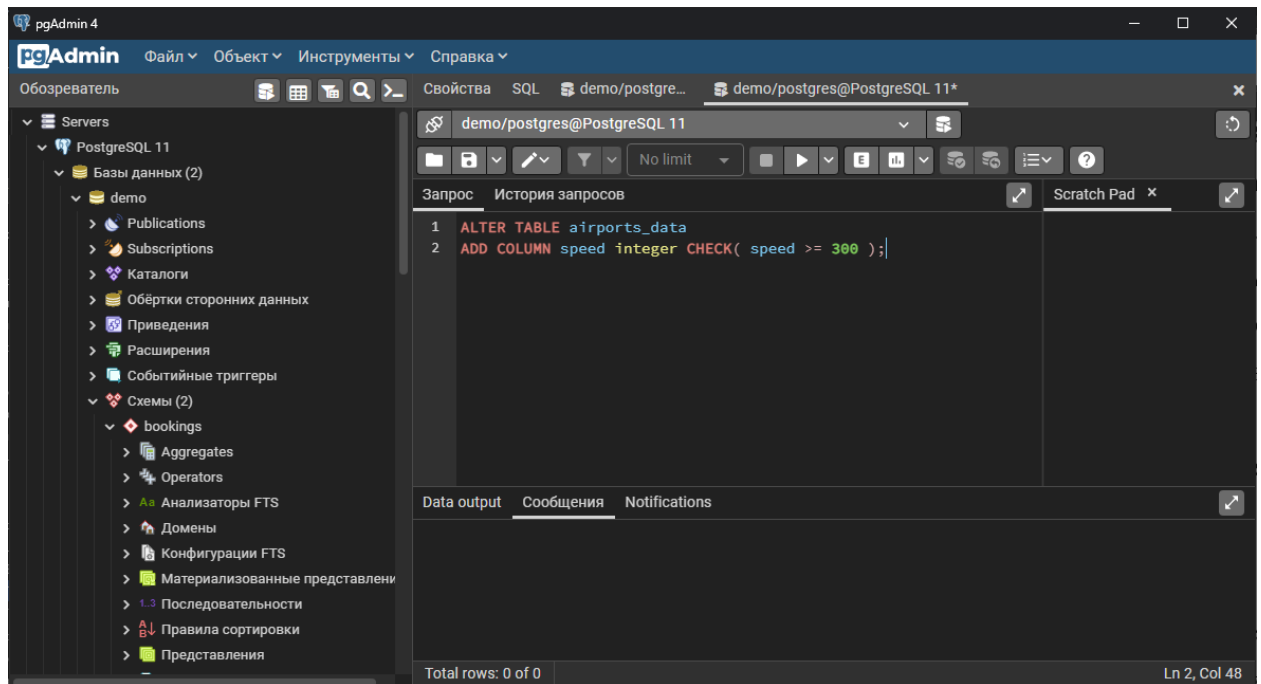 pgAdmin 4
pgAdmin Файл Объект Инструменты Справка
Обозреватель
Свойства SQL demo/postgre... demo/postgres@PostgreSQL 11*
Servers
PostgreSQL 11
Базы данных (2)
demo
Publications
Subscriptions
Каталоги
Обёртки сторонних данных
Приведения
Расширения
Событийные триггеры
Схемы (2)
bookings
Aggregates
Operators
Aa Анализаторы FTS
Домены
Конфигурации FTS
Материализованные представлени
1..3 Последовательности
Правила сортировки
Представления
demo/postgres@PostgreSQL 11
No limit E
Запрос История запросов Scratch Pad
1 ALTER TABLE airports_data
2 ADD COLUMN speed integer CHECK( speed >= 300 );
Data output Сообщения Notifications
Total rows: 0 of 0 Ln 2, Col 48